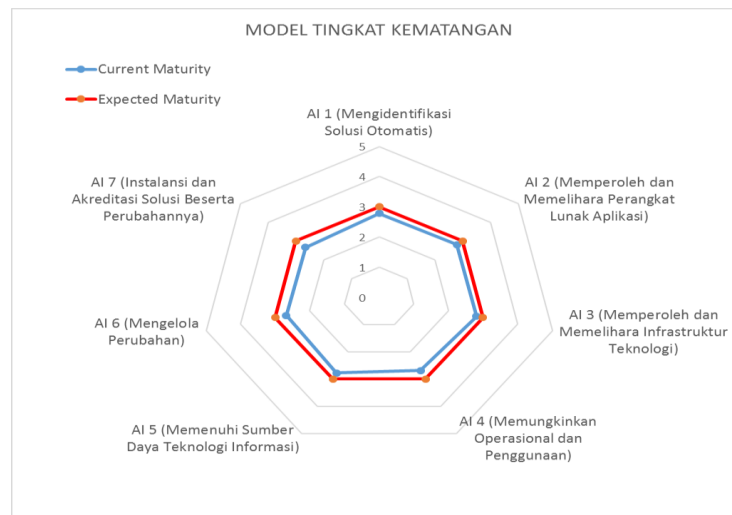 MODEL TINGKAT KEMATANGAN
Current Maturity
Expected Maturity
AI 1 (Mengidentifikasi
Solusi Otomatis)
5
4
3
2
1
0
AI 2 (Memperoleh dan
Memelihara Perangkat
Lunak Aplikasi)
AI 3 (Memperoleh dan
Memelihara Infrastruktur
Teknologi)
AI 4 (Memungkinkan
Operasional dan
Penggunaan)
AI 5 (Memenuhi Sumber
Daya Teknologi Informasi)
AI 6 (Mengelola
Perubahan)
AI 7 (Instalansi dan
Akreditasi Solusi Beserta
Perubahannya)